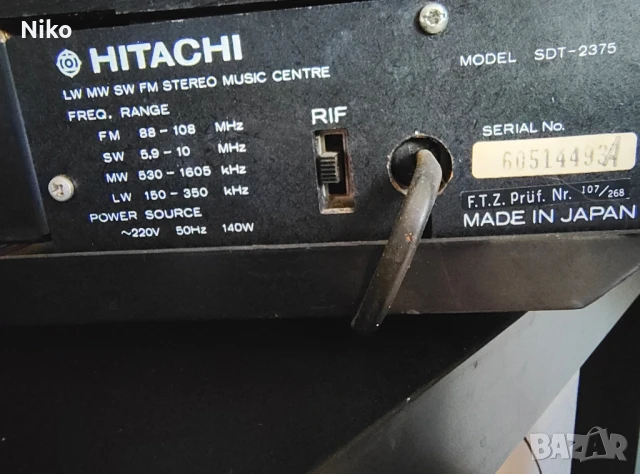 Niko
HITACHI
LW MW SW FM STEREO MUSIC CENTRE
FREQ. RANGE
FM 88-108 MHz
SW 5.9-10 MHz
MW 530-1605 kHz
LW 150-350 kHz
POWER SOURCE
~220V 50Hz 140W
RIF
MODEL SDT-2375
SERIAL No.
60514493A
F.T.Z. Prüf. Nr. 107/268
MADE IN JAPAN
BAZAR